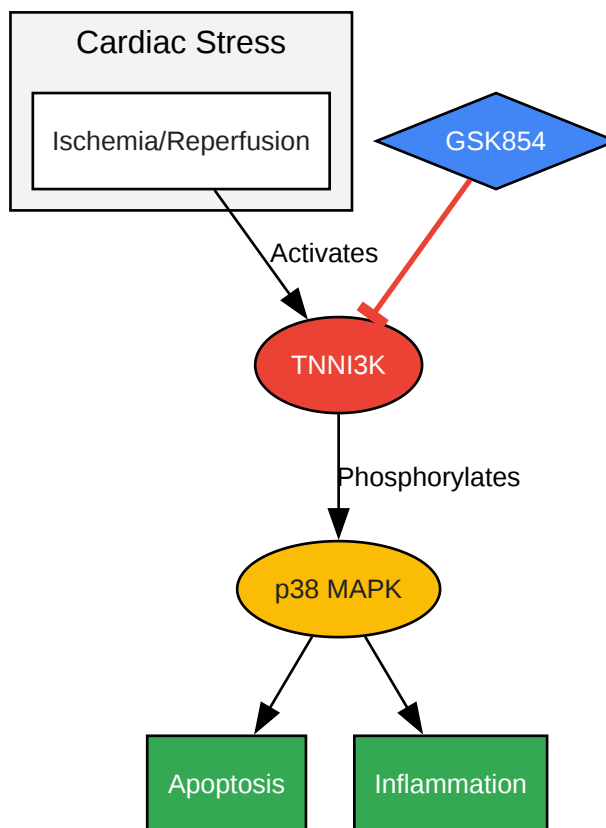 Cardiac Stress
Ischemia/Reperfusion
GSK854
Activates
TNNI3K
Phosphorylates
p38 MAPK
Apoptosis
Inflammation